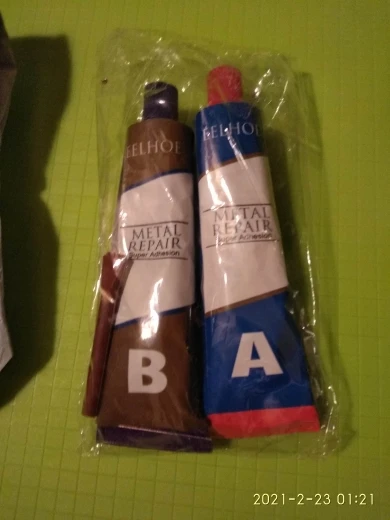 EELHOE
METAL
REPAIR
Super Adhesion
B
EELHOE
METAL
REPAIR
Super Adhesion
A
2021-2-23 01:21